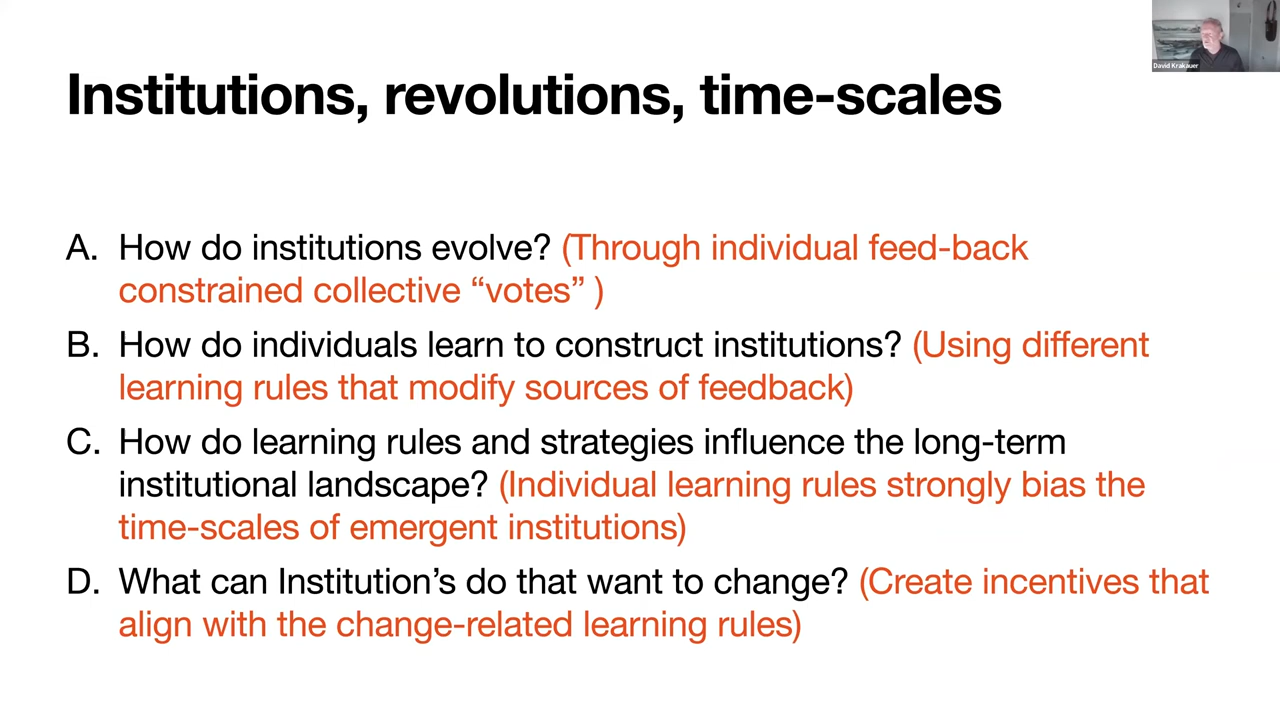 David Krakauer
Institutions, revolutions, time-scales
A. How do institutions evolve? (Through individual feed-back
constrained collective “votes” )
B. How do individuals learn to construct institutions? (Using different
learning rules that modify sources of feedback)
C. How do learning rules and strategies influence the long-term
institutional landscape? (Individual learning rules strongly bias the
time-scales of emergent institutions)
D. What can Institution’s do that want to change? (Create incentives that
align with the change-related learning rules)